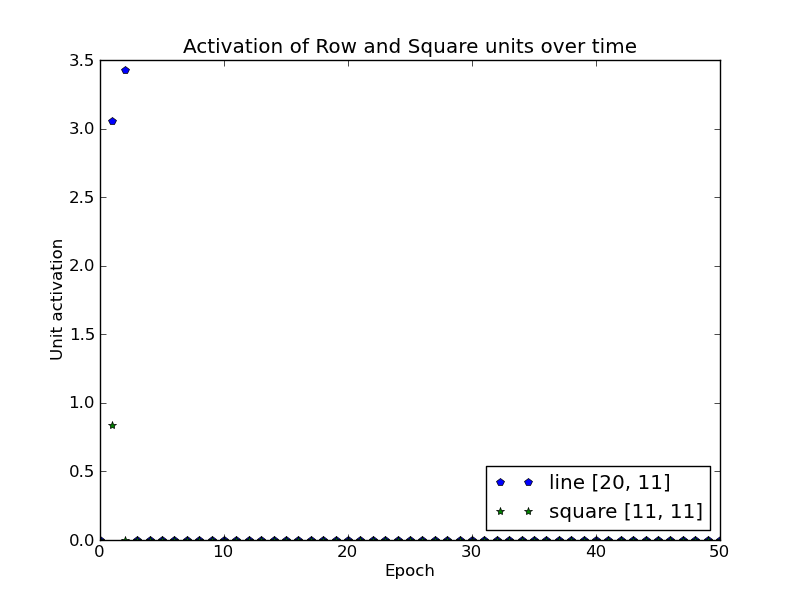 Activation of Row and Square units over time
3.5
3.0
2.5
2.0
1.5
1.0
0.5
0.0
Unit activation
line [20, 11]
square [11, 11]
0 10 20 30 40 50
Epoch